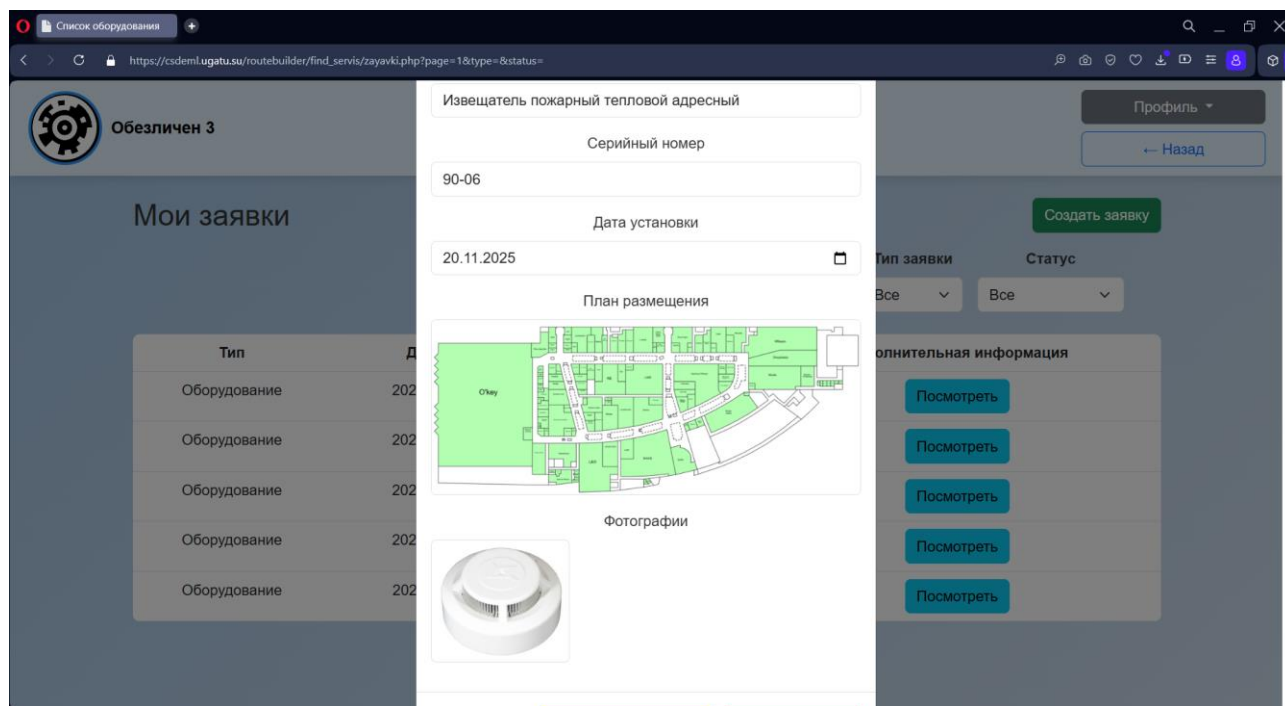 Список оборудования
https://csdeml.ugatu.su/routebuilder/find_servis/zayavki.php?page=1&type=&status=
8
Обезличен 3
Профиль
← Назад
Извещатель пожарный тепловой адресный
Серийный номер
90-06
Дата установки
20.11.2025
План размещения
O'key
Фотографии
Мои заявки
Создать заявку
Тип заявки
Статус
Все
Все
Тип
Д
олнительная информация
Оборудование
202
Посмотреть
Оборудование
202
Посмотреть
Оборудование
202
Посмотреть
Оборудование
202
Посмотреть
Оборудование
202
Посмотреть